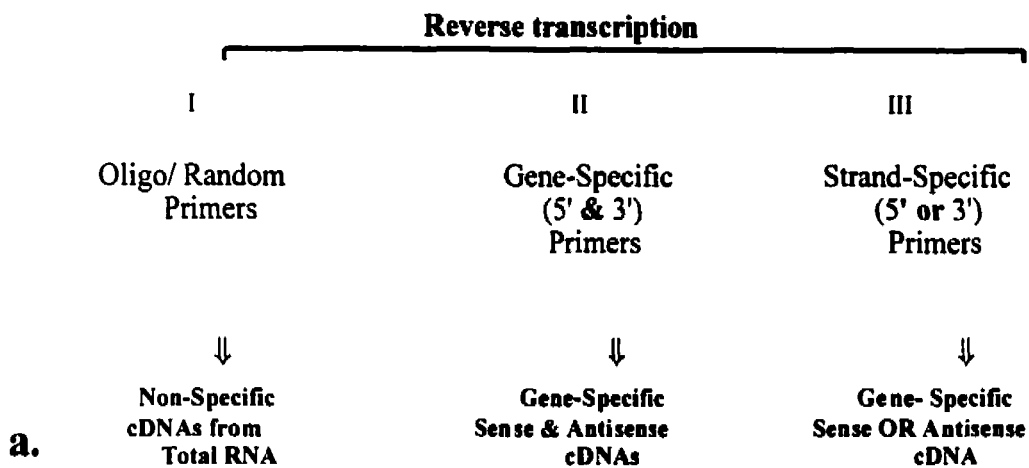 Reverse transcription
I II III
Oligo/ Random Primers
Gene-Specific (5' & 3') Primers
Strand-Specific (5' or 3') Primers
⇓ ⇓ ⇓
Non-Specific cDNAs from Total RNA
Gene-Specific Sense & Antisense cDNAs
Gene- Specific Sense OR Antisense cDNA
a.